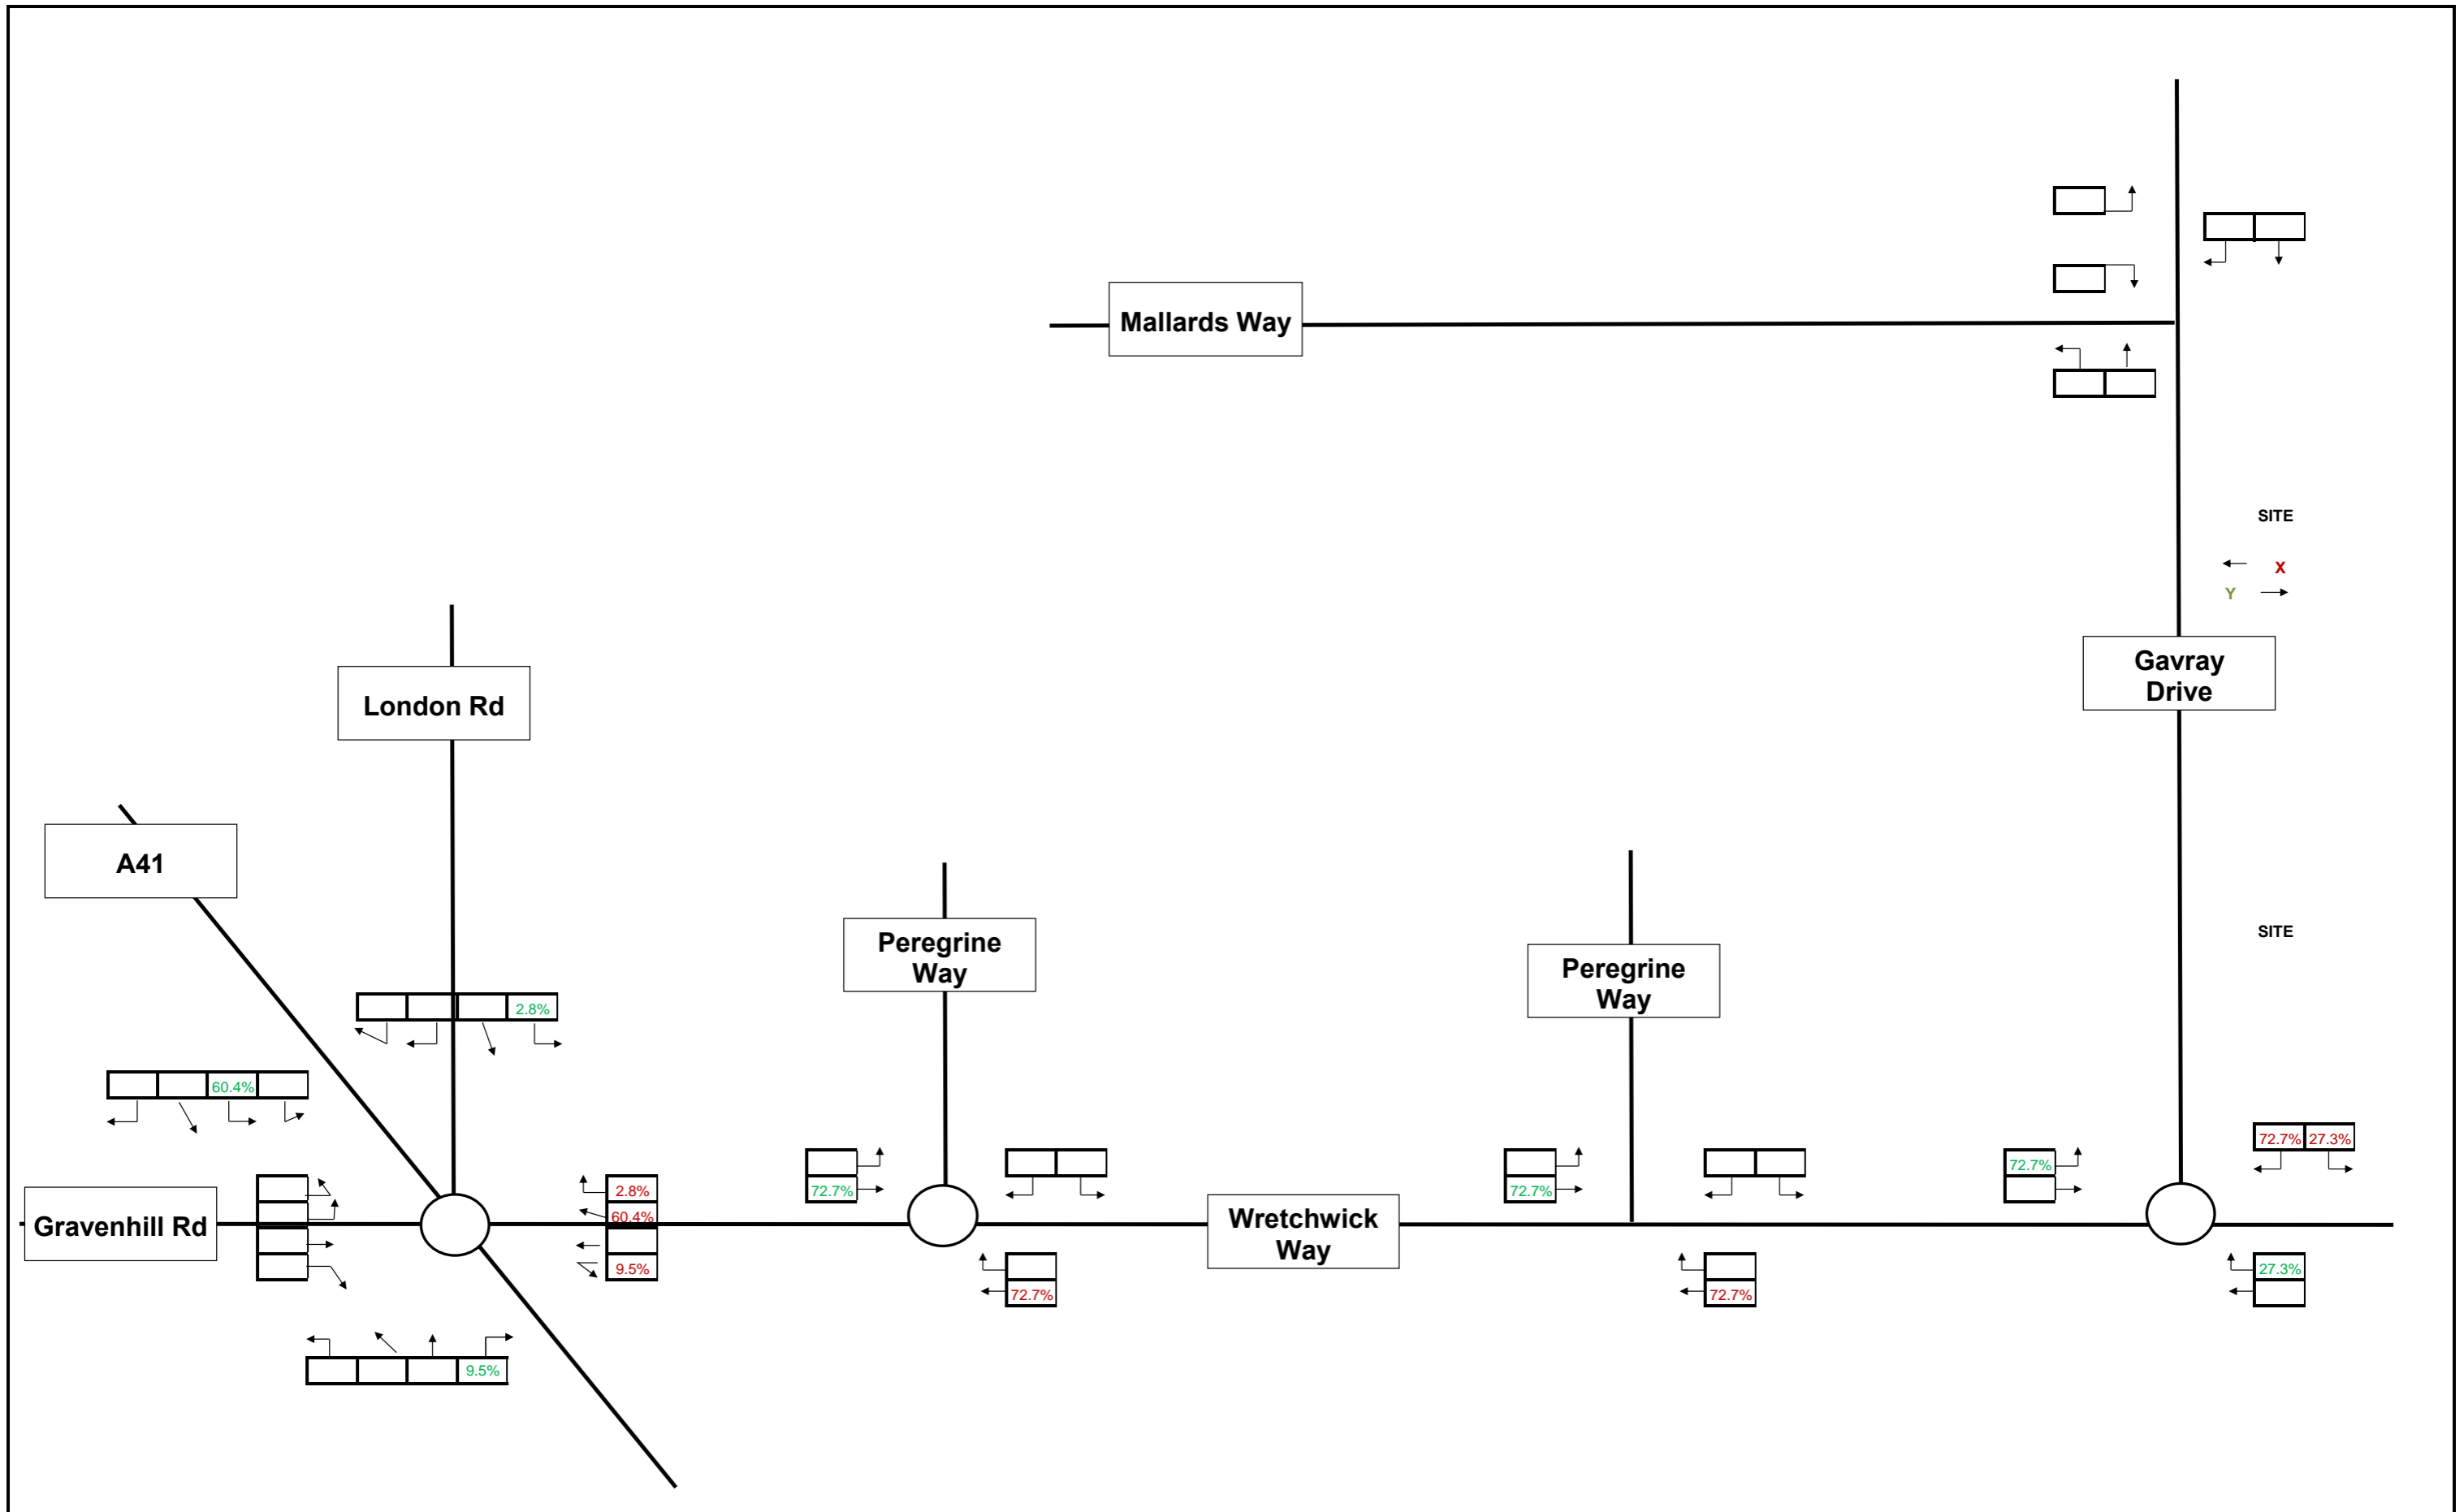 Mallards Way
SITE
X
Y
Gavray
Drive
London Rd
A41
Peregrine
Way
Peregrine
Way
SITE
2.8%
60.4%
72.7% 27.3%
72.7%
72.7%
72.7%
2.8%
60.4%
9.5%
Gravenhill Rd
Wretchwick
Way
72.7%
72.7%
27.3%
9.5%